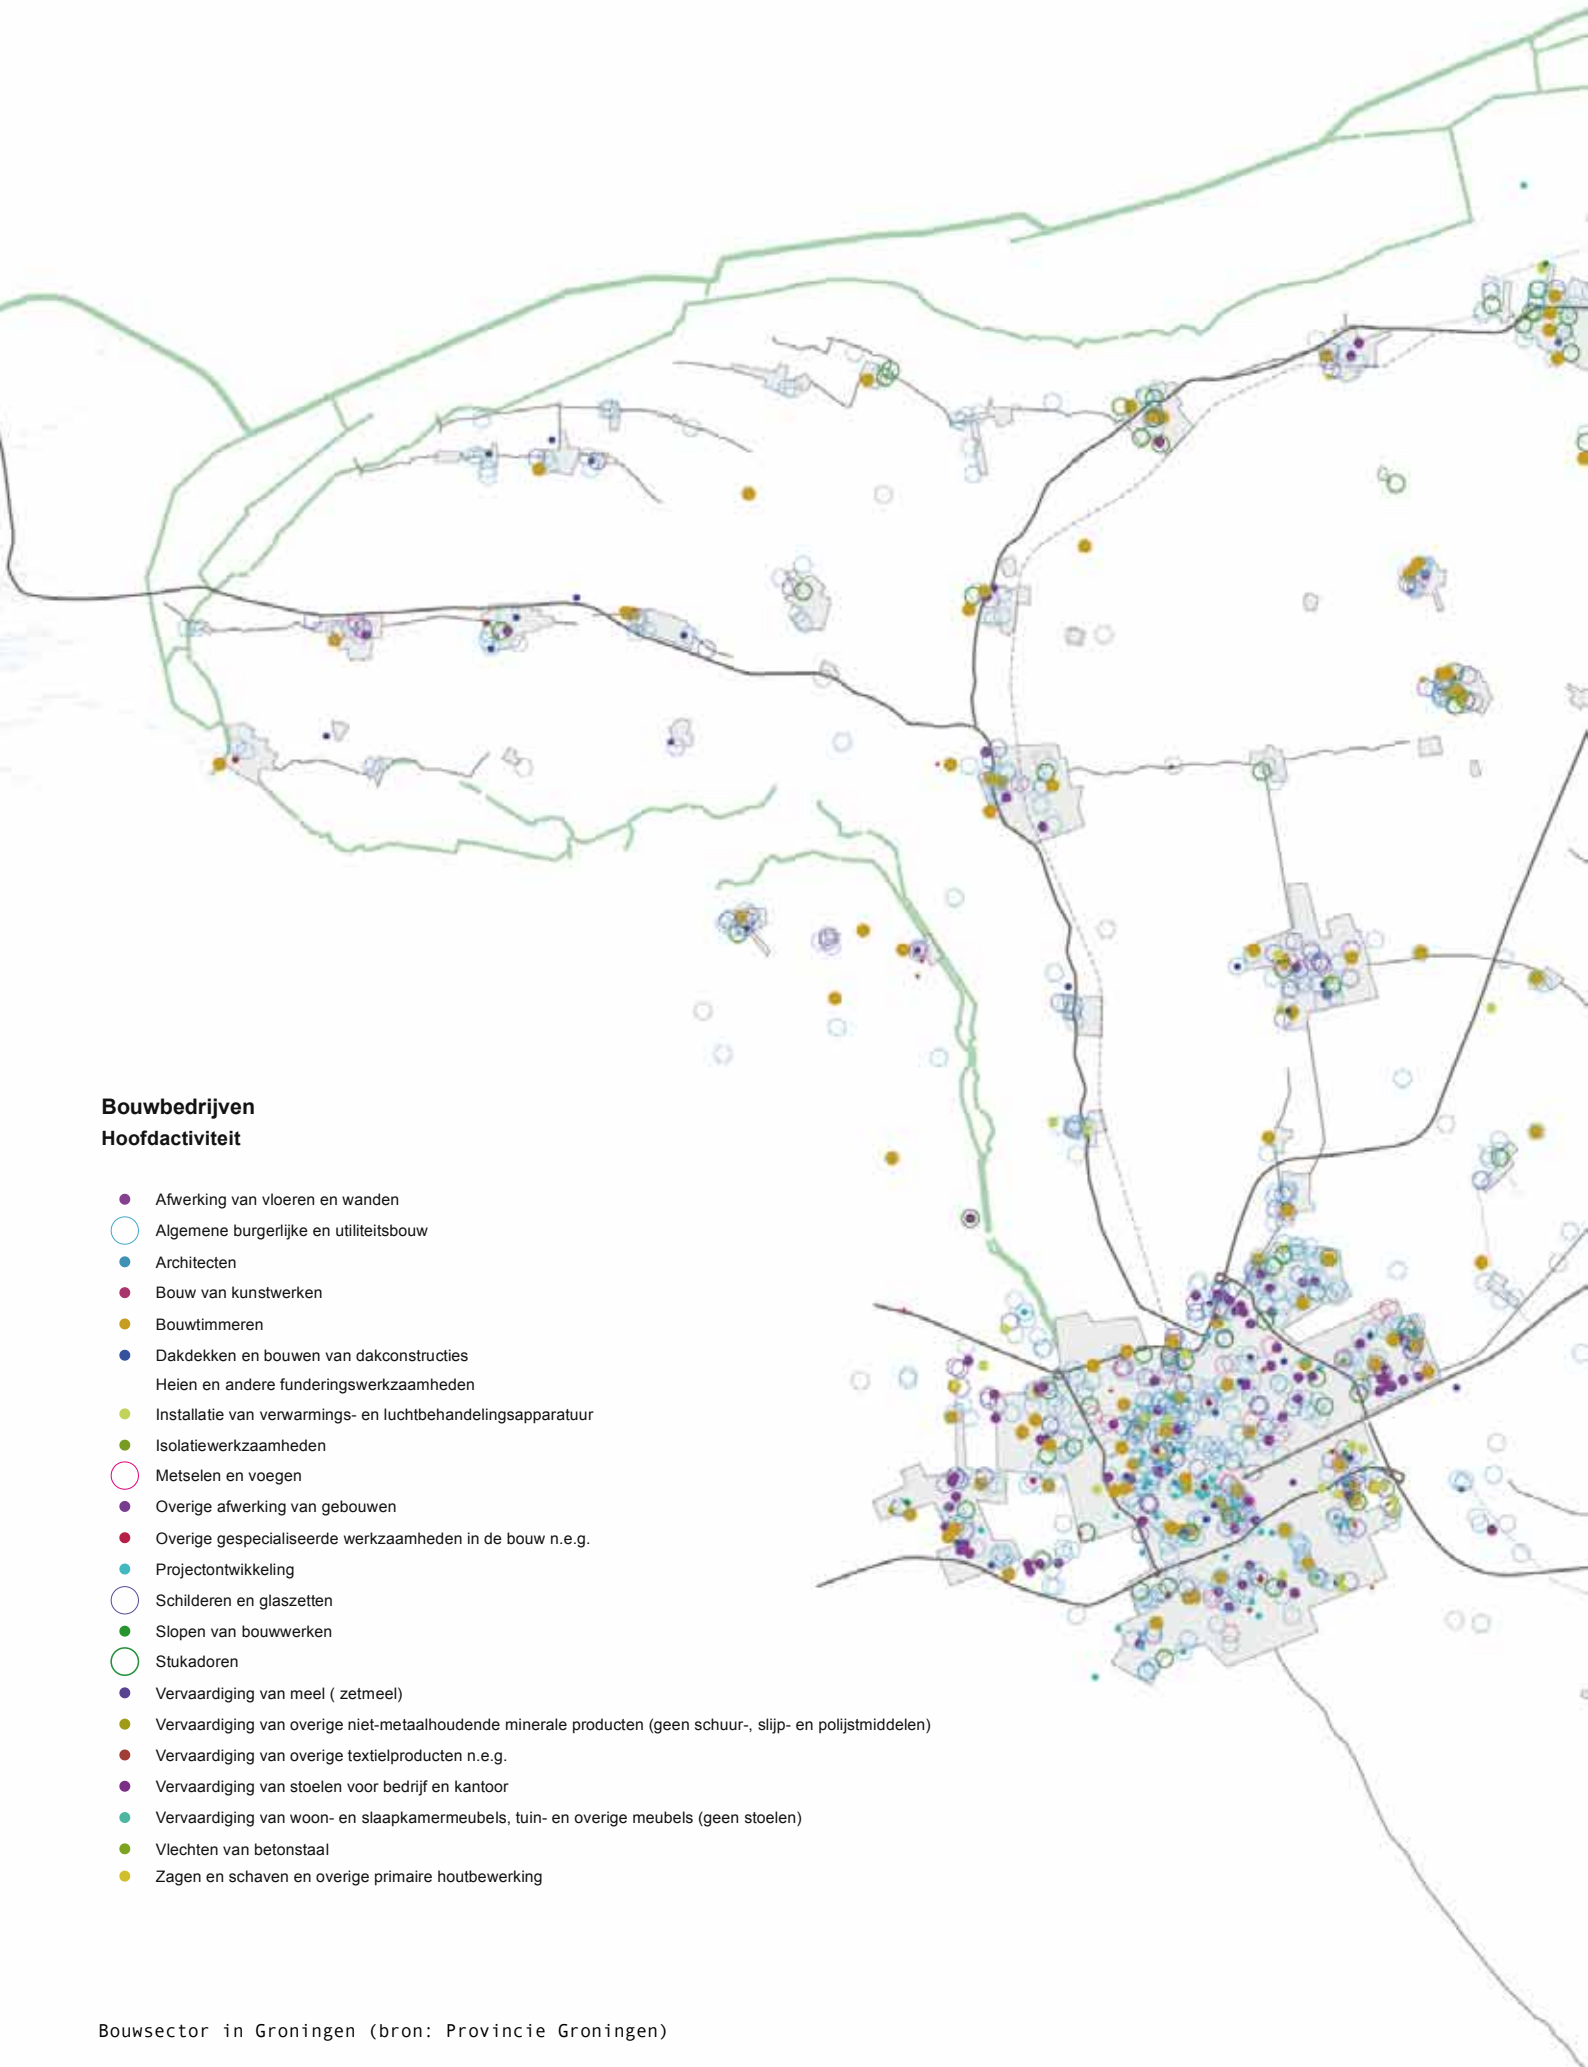 Bouwbedrijven
Hoofdactiviteit
Afwerking van vloeren en wanden
Algemene burgerlijke en utiliteitsbouw
Architecten
Bouw van kunstwerken
Bouwtimmeren
Dakdekken en bouwen van dakconstructies
Heien en andere funderingswerkzaamheden
Installatie van verwarmings- en luchtbehandelingsapparatuur
Isolatiewerkzaamheden
Metselen en voegen
Overige afwerking van gebouwen
Overige gespecialiseerde werkzaamheden in de bouw n.e.g.
Projectontwikkeling
Schilderen en glaszetten
Slopen van bouwwerken
Stukadoren
Vervaardiging van meel ( zetmeel)
Vervaardiging van overige niet-metaalhoudende minerale producten (geen schuur-, slijp- en polijstmiddelen)
Vervaardiging van overige textielproducten n.e.g.
Vervaardiging van stoelen voor bedrijf en kantoor
Vervaardiging van woon- en slaapkamermeubels, tuin- en overige meubels (geen stoelen)
Vlechten van betonstaal
Zagen en schaven en overige primaire houtbewerking
Bouwsector in Groningen (bron: Provincie Groningen)